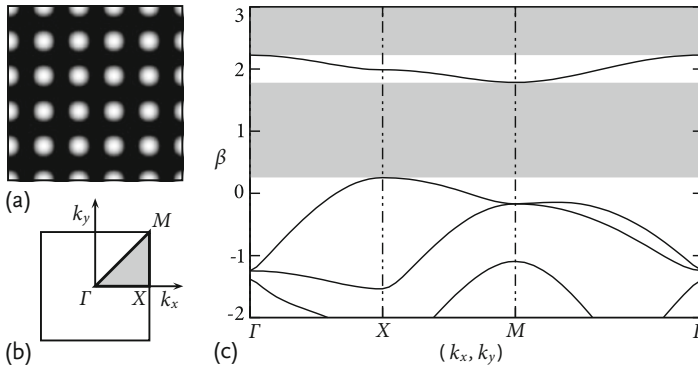 (a)
k_y
M
Γ
X
k_x
(b)
3
2
1
β
0
-1
-2
Γ
X
M
(k_x, k_y)
(c)